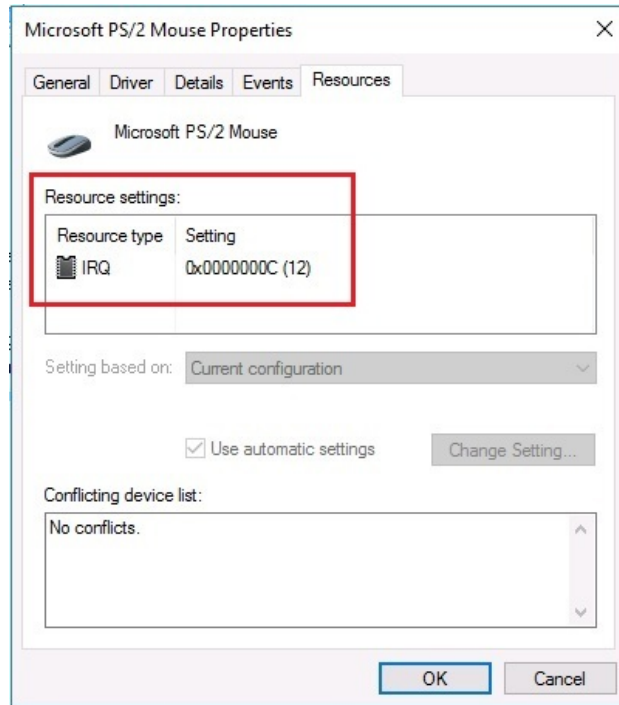 Microsoft PS/2 Mouse Properties
General Driver Details Events Resources
Microsoft PS/2 Mouse
Resource settings:
Resource type Setting
IRQ 0x0000000C (12)
Setting based on: Current configuration
Use automatic settings Change Setting...
Conflicting device list:
No conflicts.
OK Cancel